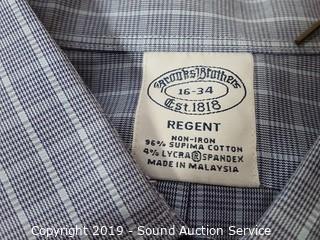 Brooks Brothers
16-34
Est. 1818
REGENT
NON-IRON
96% SUPIMA COTTON
4% LYCRA® SPANDEX
MADE IN MALAYSIA
Copyright 2019 - Sound Auction Service